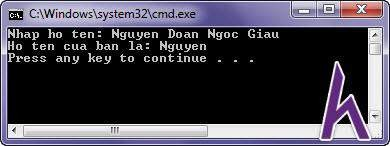 C:\Windows\system32\cmd.exe
Nhap ho ten: Nguyen Doan Ngoc Giau
Ho ten cua ban la: Nguyen
Press any key to continue . . .